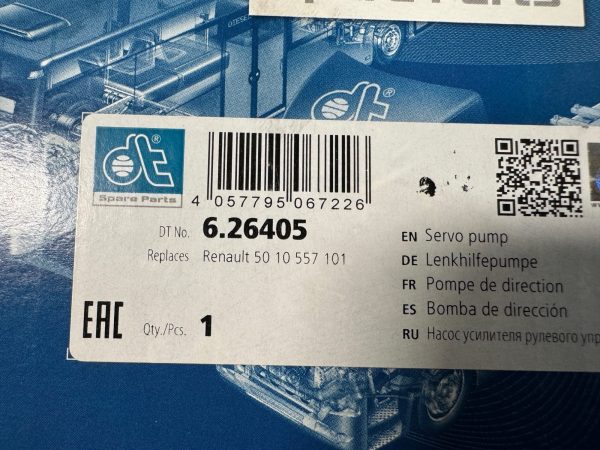 DIESEL
dt®
dt®
Spare Parts
4 057795 067226
DT No. 6.26405
Replaces Renault 50 10 557 101
EAC Qty./Pcs. 1
EN Servo pump
DE Lenkhilfepumpe
FR Pompe de direction
ES Bomba de dirección
RU Насос усилителя рулевого упр